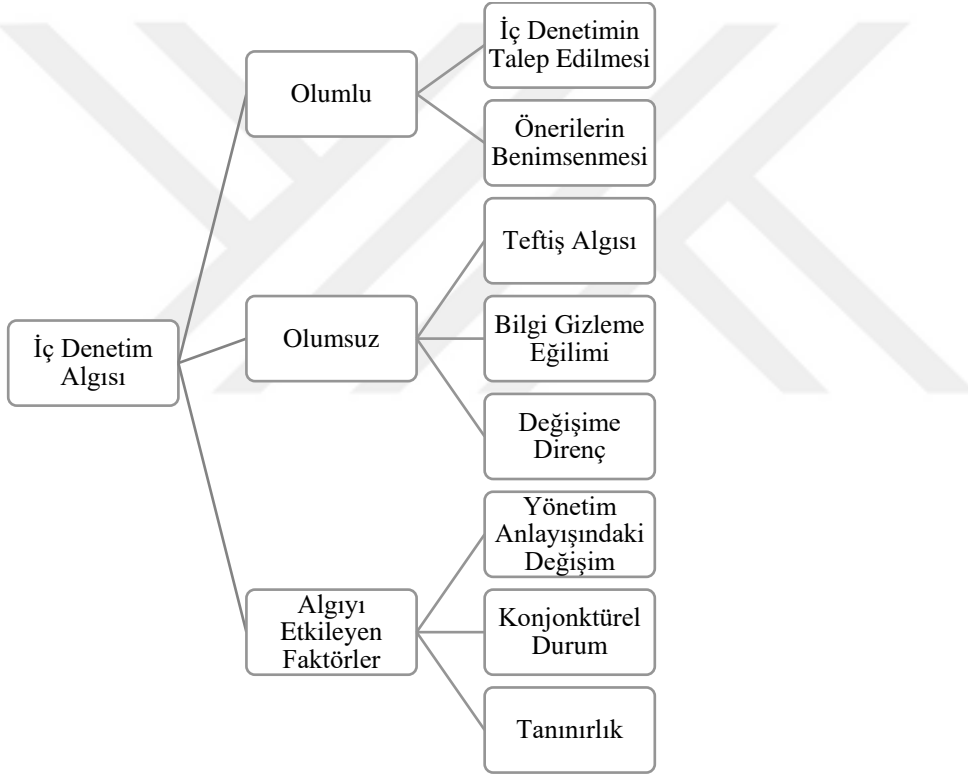 İç Denetim
Algısı
Olumlu
İç Denetimin
Talep Edilmesi
Önerilerin
Benimsenmesi
Olumsuz
Teftiş Algısı
Bilgi Gizleme
Eğilimi
Değişime
Direnç
Algıyı
Etkileyen
Faktörler
Yönetim
Anlayışındaki
Değişim
Konjonktürel
Durum
Tanınırlık